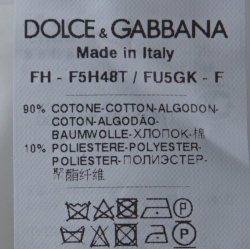 DOLCE & GABBANA
Made in Italy
FH - F5H48T / FU5GK - F
90% COTONE-COTTON-ALGODON-
COTON-ALGODÃO-
BAUMWOLLE-ХЛОПОК-棉
10% POLIESTERE-POLYESTER-
POLIÉSTER-ПОЛИЭСТЕР-
聚酯纤维
P